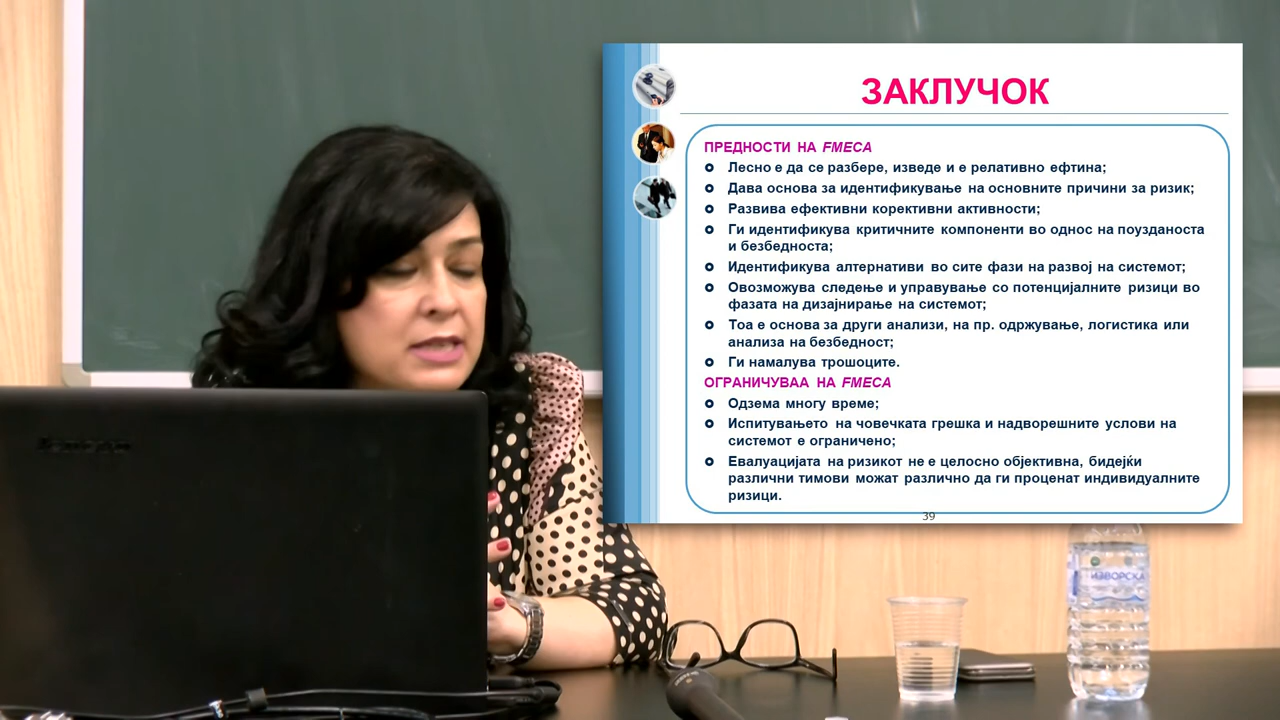 ЗАКЛУЧОК
ПРЕДНОСТИ НА FMECA
Лесно е да се разбере, изведе и е релативно ефтина;
Дава основа за идентификување на основните причини за ризик;
Развива ефективни корективни активности;
Ги идентификува критичните компоненти во однос на поузданоста
и безбедноста;
Идентификува алтернативи во сите фази на развој на системот;
Овозможува следење и управување со потенцијалните ризици во
фазата на дизајнирање на системот;
Тоа е основа за други анализи, на пр. одржување, логистика или
анализа на безбедност;
Ги намалува трошоците.
ОГРАНИЧУВАА НА FMECA
Одзема многу време;
Испитувањето на човечката грешка и надворешните услови на
системот е ограничено;
Евалуацијата на ризикот не е целосно објективна, бидејќи
различни тимови можат различно да ги проценат индивидуалните
ризици.
39
ИЗВОРСКА